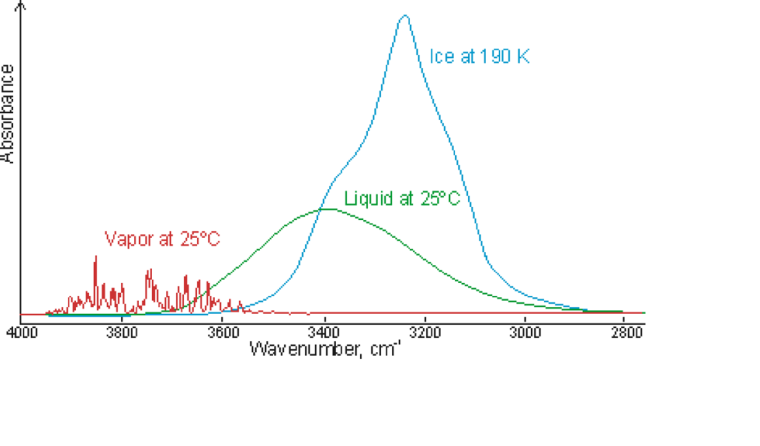 Absorbance
Ice at 190 K
Liquid at 25°C
Vapor at 25°C
4000 3800 3600 3400 3200 3000 2800
Wavenumber, cm⁻¹